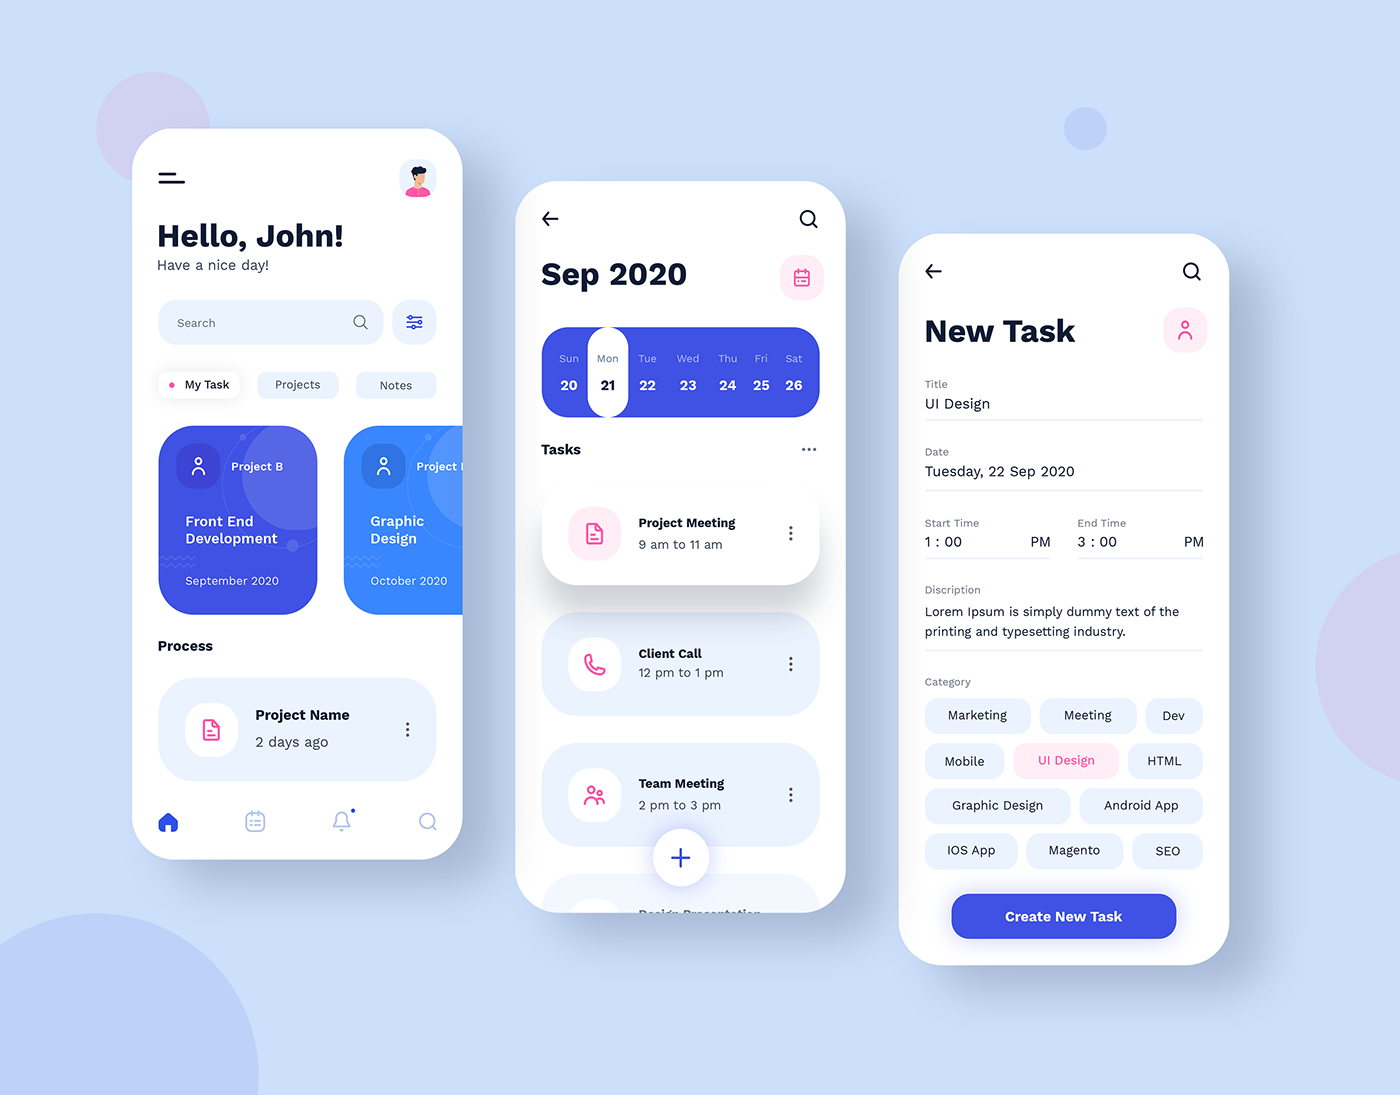 Hello, John!
Have a nice day!
Search
My Task
Projects
Notes
Project B
Front End
Development
September 2020
Project
Graphic
Design
October 2020
Process
Project Name
2 days ago
Sep 2020
Sun Mon Tue Wed Thu Fri Sat
20 21 22 23 24 25 26
Tasks
Project Meeting
9 am to 11 am
Client Call
12 pm to 1 pm
Team Meeting
2 pm to 3 pm
Design Presentation
New Task
Title
UI Design
Date
Tuesday, 22 Sep 2020
Start Time End Time
1 : 00 PM 3 : 00 PM
Discription
Lorem Ipsum is simply dummy text of the
printing and typesetting industry.
Category
Marketing Meeting Dev
Mobile UI Design HTML
Graphic Design Android App
IOS App Magento SEO
Create New Task